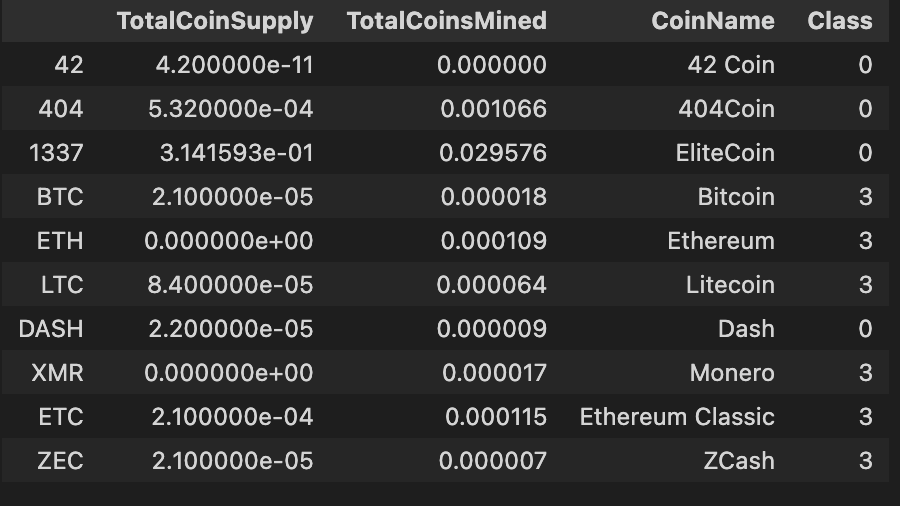 TotalCoinSupply TotalCoinsMined CoinName Class
42 4.200000e-11 0.000000 42 Coin 0
404 5.320000e-04 0.001066 404Coin 0
1337 3.141593e-01 0.029576 EliteCoin 0
BTC 2.100000e-05 0.000018 Bitcoin 3
ETH 0.000000e+00 0.000109 Ethereum 3
LTC 8.400000e-05 0.000064 Litecoin 3
DASH 2.200000e-05 0.000009 Dash 0
XMR 0.000000e+00 0.000017 Monero 3
ETC 2.100000e-04 0.000115 Ethereum Classic 3
ZEC 2.100000e-05 0.000007 ZCash 3